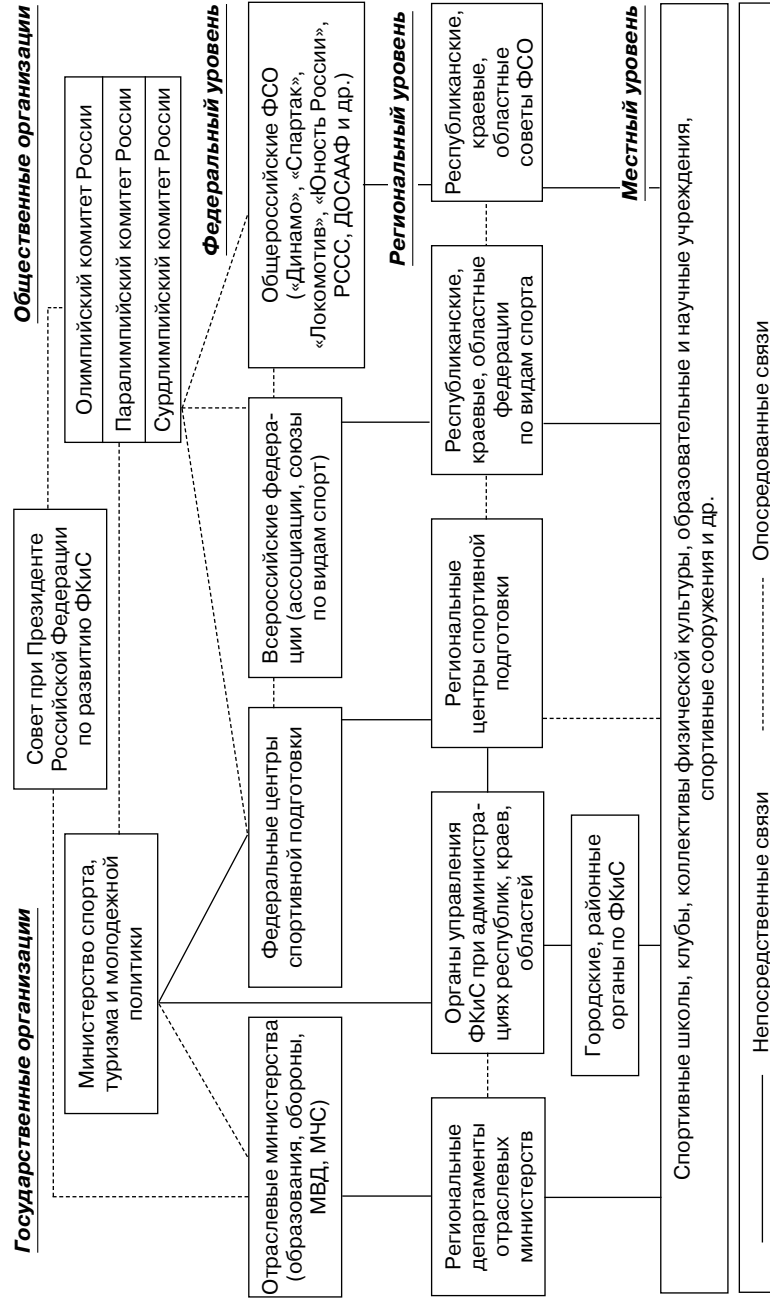 Государственные организации
Общественные организации
Совет при Президенте
Российской Федерации
по развитию ФКиС
Министерство спорта,
туризма и молодежной
политики
Олимпийский комитет России
Паралимпийский комитет России
Сурдлимпийский комитет России
Федеральный уровень
Отраслевые министерства
(образования, обороны,
МВД, МЧС)
Федеральные центры
спортивной подготовки
Всероссийские федера-
ции (ассоциации, союзы
по видам спорт)
Общероссийские ФСО
(«Динамо», «Спартак»,
«Локомотив», «Юность России»,
РССС, ДОСААФ и др.)
Региональный уровень
Региональные
департаменты
отраслевых
министерств
Органы управления
ФКиС при администра-
циях республик, краев,
областей
Региональные
центры спортивной
подготовки
Республиканские,
краевые, областные
федерации
по видам спорта
Республиканские,
краевые,
областные
советы ФСО
Городские, районные
органы по ФКиС
Местный уровень
Спортивные школы, клубы, коллективы физической культуры, образовательные и научные учреждения,
спортивные сооружения и др.
Непосредственные связи
Опосредованные связи